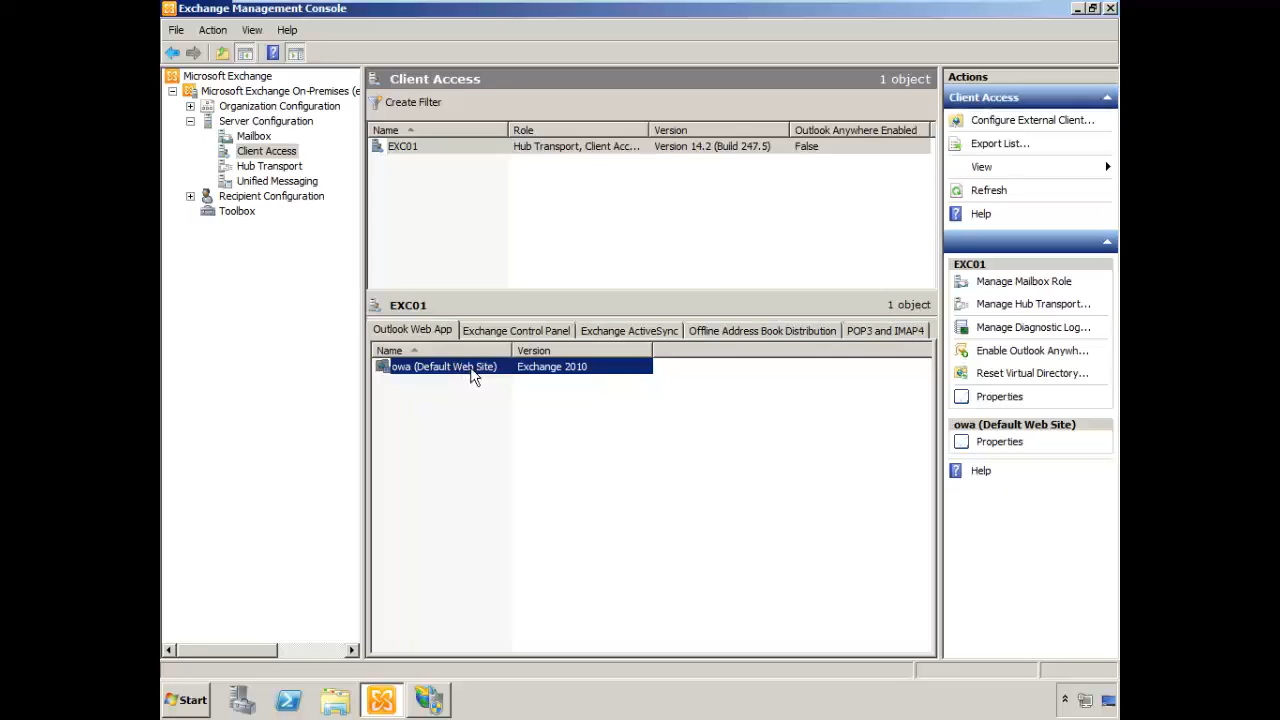 Exchange Management Console
File Action View Help
Microsoft Exchange
Microsoft Exchange On-Premises (e
Organization Configuration
Server Configuration
Mailbox
Client Access
Hub Transport
Unified Messaging
Recipient Configuration
Toolbox
Client Access 1 object
Create Filter
Name Role Version Outlook Anywhere Enabled
EXC01 Hub Transport, Client Acc... Version 14.2 (Build 247.5) False
EXC01 1 object
Outlook Web App Exchange Control Panel Exchange ActiveSync Offline Address Book Distribution POP3 and IMAP4
Name Version
owa (Default Web Site) Exchange 2010
Actions
Client Access
Configure External Client...
Export List...
View
Refresh
Help
EXC01
Manage Mailbox Role
Manage Hub Transport...
Manage Diagnostic Log...
Enable Outlook Anywh...
Reset Virtual Directory...
Properties
owa (Default Web Site)
Properties
Help
Start